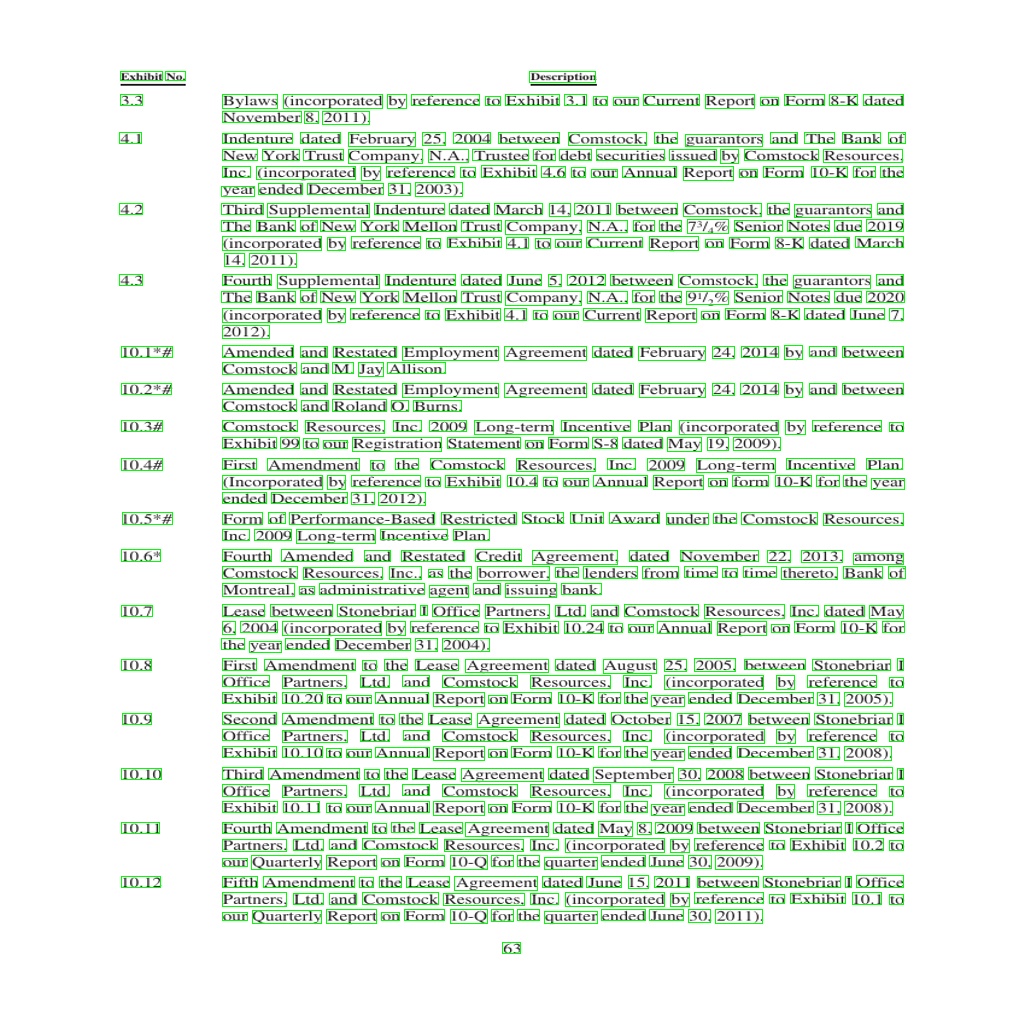 Exhibit No. Description
3.3 Bylaws (incorporated by reference to Exhibit 3.1 to our Current Report on Form 8-K dated
November 8, 2011).
4.1 Indenture dated February 25, 2004 between Comstock, the guarantors and The Bank of
New York Trust Company, N.A., Trustee for debt securities issued by Comstock Resources,
Inc. (incorporated by reference to Exhibit 4.6 to our Annual Report on Form 10-K for the
year ended December 31, 2003).
4.2 Third Supplemental Indenture dated March 14, 2011 between Comstock, the guarantors and
The Bank of New York Mellon Trust Company, N.A., for the 7³/₄% Senior Notes due 2019
(incorporated by reference to Exhibit 4.1 to our Current Report on Form 8-K dated March
14, 2011).
4.3 Fourth Supplemental Indenture dated June 5, 2012 between Comstock, the guarantors and
The Bank of New York Mellon Trust Company, N.A., for the 9¹/₂% Senior Notes due 2020
(incorporated by reference to Exhibit 4.1 to our Current Report on Form 8-K dated June 7,
2012).
10.1*# Amended and Restated Employment Agreement dated February 24, 2014 by and between
Comstock and M. Jay Allison.
10.2*# Amended and Restated Employment Agreement dated February 24, 2014 by and between
Comstock and Roland O. Burns.
10.3# Comstock Resources, Inc. 2009 Long-term Incentive Plan (incorporated by reference to
Exhibit 99 to our Registration Statement on Form S-8 dated May 19, 2009).
10.4# First Amendment to the Comstock Resources, Inc. 2009 Long-term Incentive Plan.
(Incorporated by reference to Exhibit 10.4 to our Annual Report on form 10-K for the year
ended December 31, 2012).
10.5*# Form of Performance-Based Restricted Stock Unit Award under the Comstock Resources,
Inc. 2009 Long-term Incentive Plan.
10.6* Fourth Amended and Restated Credit Agreement, dated November 22, 2013, among
Comstock Resources, Inc., as the borrower, the lenders from time to time thereto, Bank of
Montreal, as administrative agent and issuing bank.
10.7 Lease between Stonebriar I Office Partners, Ltd. and Comstock Resources, Inc. dated May
6, 2004 (incorporated by reference to Exhibit 10.24 to our Annual Report on Form 10-K for
the year ended December 31, 2004).
10.8 First Amendment to the Lease Agreement dated August 25, 2005, between Stonebriar I
Office Partners, Ltd. and Comstock Resources, Inc. (incorporated by reference to
Exhibit 10.20 to our Annual Report on Form 10-K for the year ended December 31, 2005).
10.9 Second Amendment to the Lease Agreement dated October 15, 2007 between Stonebriar I
Office Partners, Ltd. and Comstock Resources, Inc. (incorporated by reference to
Exhibit 10.10 to our Annual Report on Form 10-K for the year ended December 31, 2008).
10.10 Third Amendment to the Lease Agreement dated September 30, 2008 between Stonebriar I
Office Partners, Ltd. and Comstock Resources, Inc. (incorporated by reference to
Exhibit 10.11 to our Annual Report on Form 10-K for the year ended December 31, 2008).
10.11 Fourth Amendment to the Lease Agreement dated May 8, 2009 between Stonebriar I Office
Partners, Ltd. and Comstock Resources, Inc. (incorporated by reference to Exhibit 10.2 to
our Quarterly Report on Form 10-Q for the quarter ended June 30, 2009).
10.12 Fifth Amendment to the Lease Agreement dated June 15, 2011 between Stonebriar I Office
Partners, Ltd. and Comstock Resources, Inc. (incorporated by reference to Exhibit 10.1 to
our Quarterly Report on Form 10-Q for the quarter ended June 30, 2011).
63